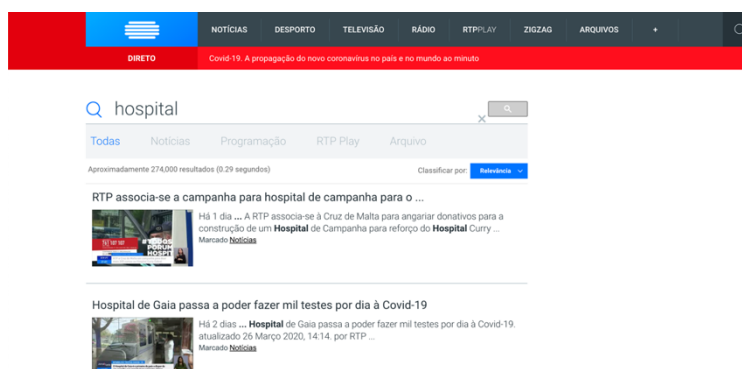 NOTÍCIAS DESPORTO TELEVISÃO RÁDIO RTPPLAY ZIGZAG ARQUIVOS +
DIRETO Covid-19. A propagação do novo coronavírus no país e no mundo ao minuto
hospital
Todas Notícias Programação RTP Play Arquivo
Aproximadamente 274,000 resultados (0.29 segundos) Classificar por: Relevância
RTP associa-se a campanha para hospital de campanha para o ...
Há 1 dia ... A RTP associa-se à Cruz de Malta para angariar donativos para a
construção de um Hospital de Campanha para reforço do Hospital Curry ...
Marcado Notícias
#TODOS
PORUM
HOSPIT
Hospital de Gaia passa a poder fazer mil testes por dia à Covid-19
Há 2 dias ... Hospital de Gaia passa a poder fazer mil testes por dia à Covid-19.
atualizado 26 Março 2020, 14:14. por RTP ...
Marcado Notícias